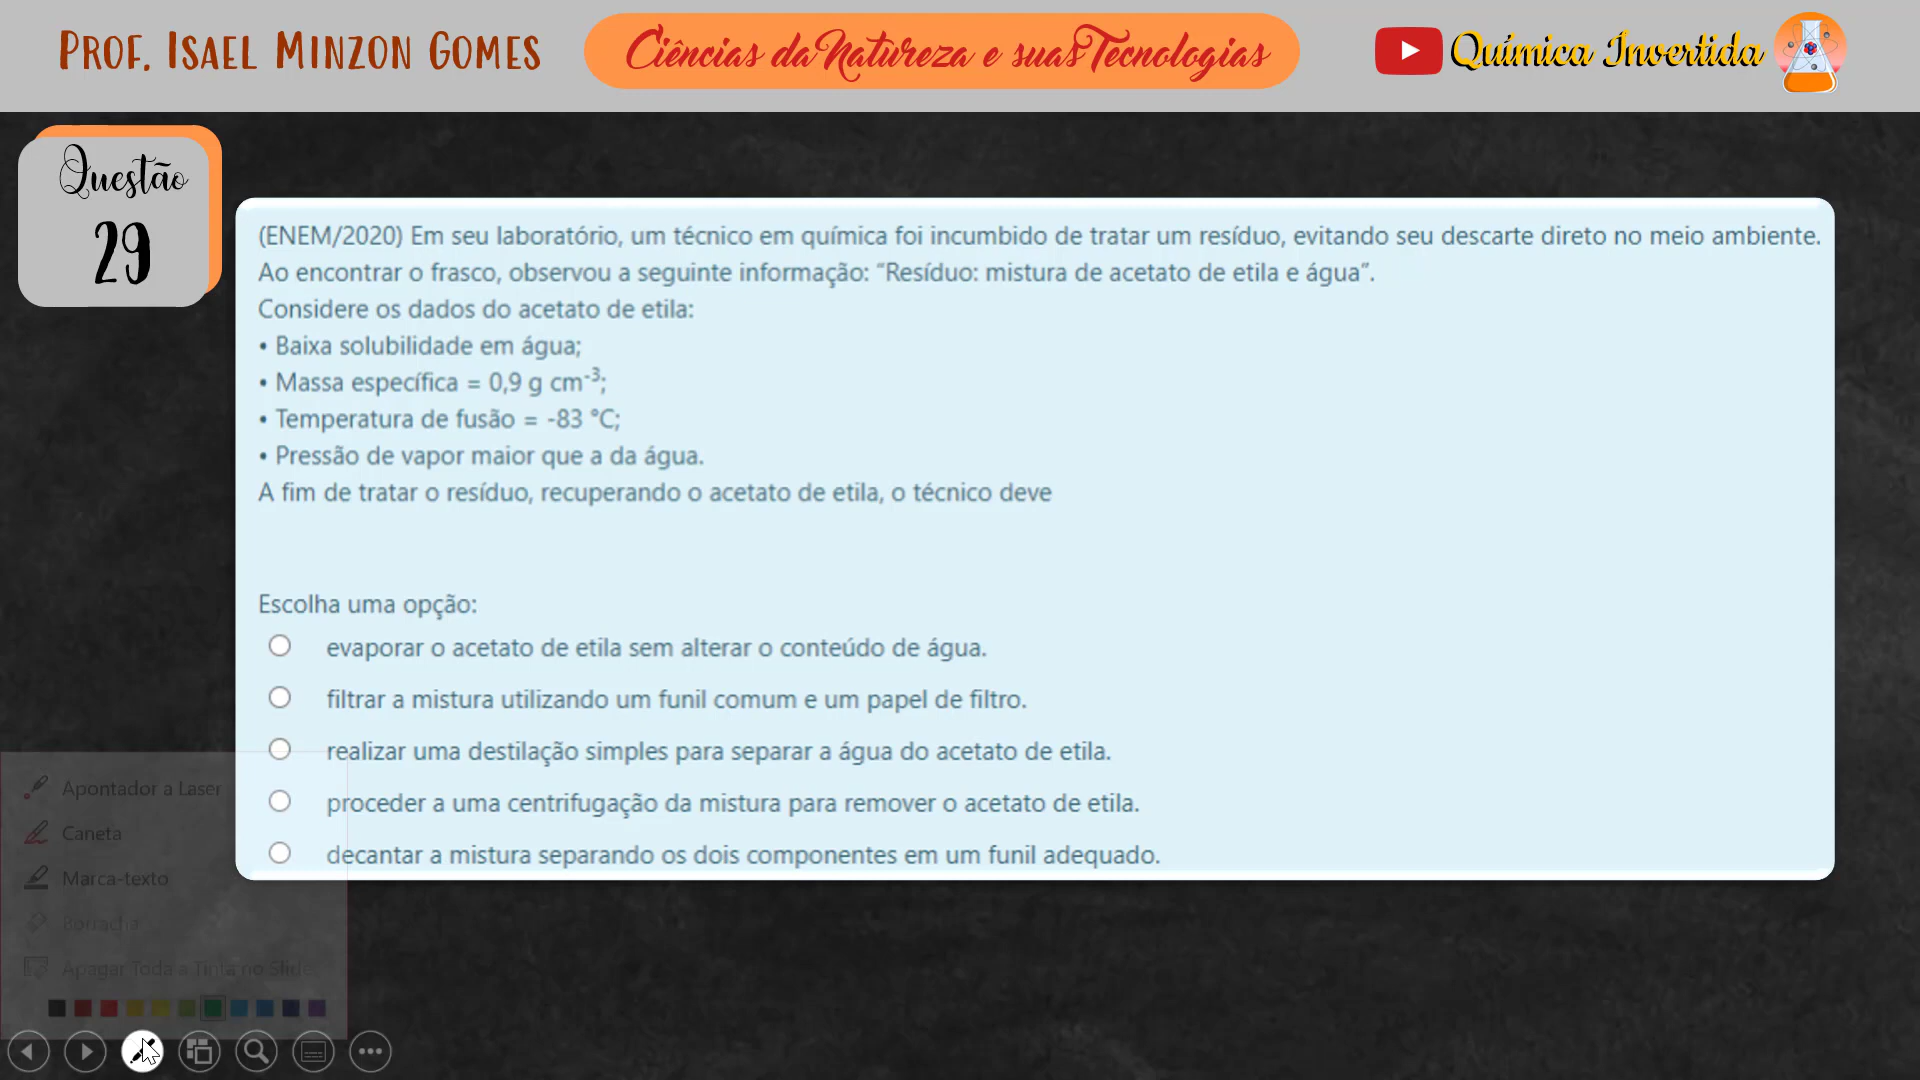 PROF. ISAEL MINZON GOMES
Ciências da Natureza e suas Tecnologias
Química Invertida
Questão
29
(ENEM/2020) Em seu laboratório, um técnico em química foi incumbido de tratar um resíduo, evitando seu descarte direto no meio ambiente.
Ao encontrar o frasco, observou a seguinte informação: “Resíduo: mistura de acetato de etila e água”.
Considere os dados do acetato de etila:
• Baixa solubilidade em água;
• Massa específica = 0,9 g cm⁻³;
• Temperatura de fusão = -83 °C;
• Pressão de vapor maior que a da água.
A fim de tratar o resíduo, recuperando o acetato de etila, o técnico deve
Escolha uma opção:
evaporar o acetato de etila sem alterar o conteúdo de água.
filtrar a mistura utilizando um funil comum e um papel de filtro.
realizar uma destilação simples para separar a água do acetato de etila.
proceder a uma centrifugação da mistura para remover o acetato de etila.
decantar a mistura separando os dois componentes em um funil adequado.
Apontador a Laser
Caneta
Marca-texto
Borracha
Apagar Toda a Tinta no Slide